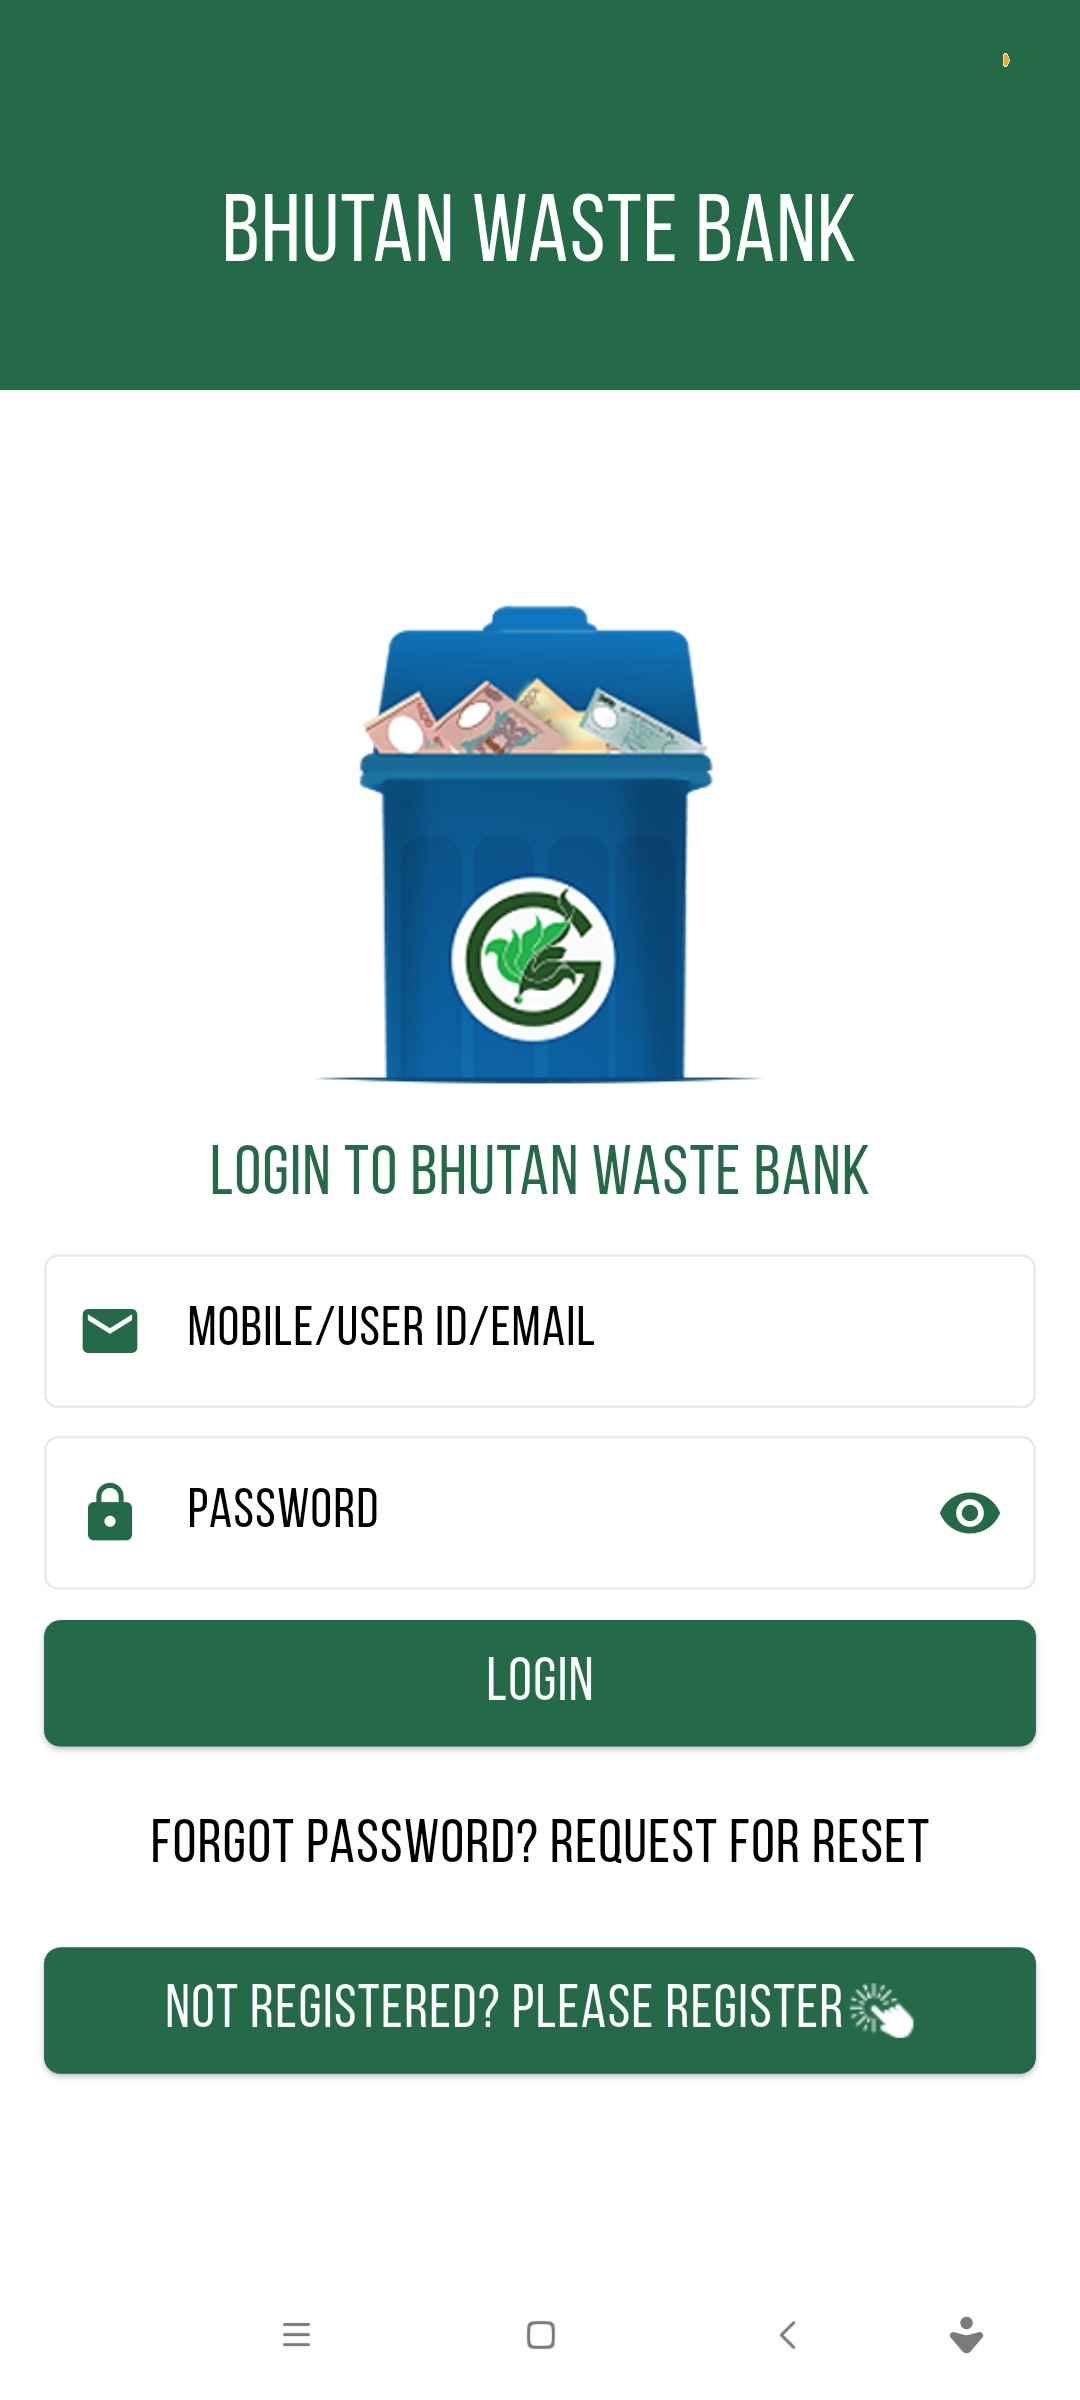 BHUTAN WASTE BANK
LOGIN TO BHUTAN WASTE BANK
MOBILE/USER ID/EMAIL
PASSWORD
LOGIN
FORGOT PASSWORD? REQUEST FOR RESET
NOT REGISTERED? PLEASE REGISTER